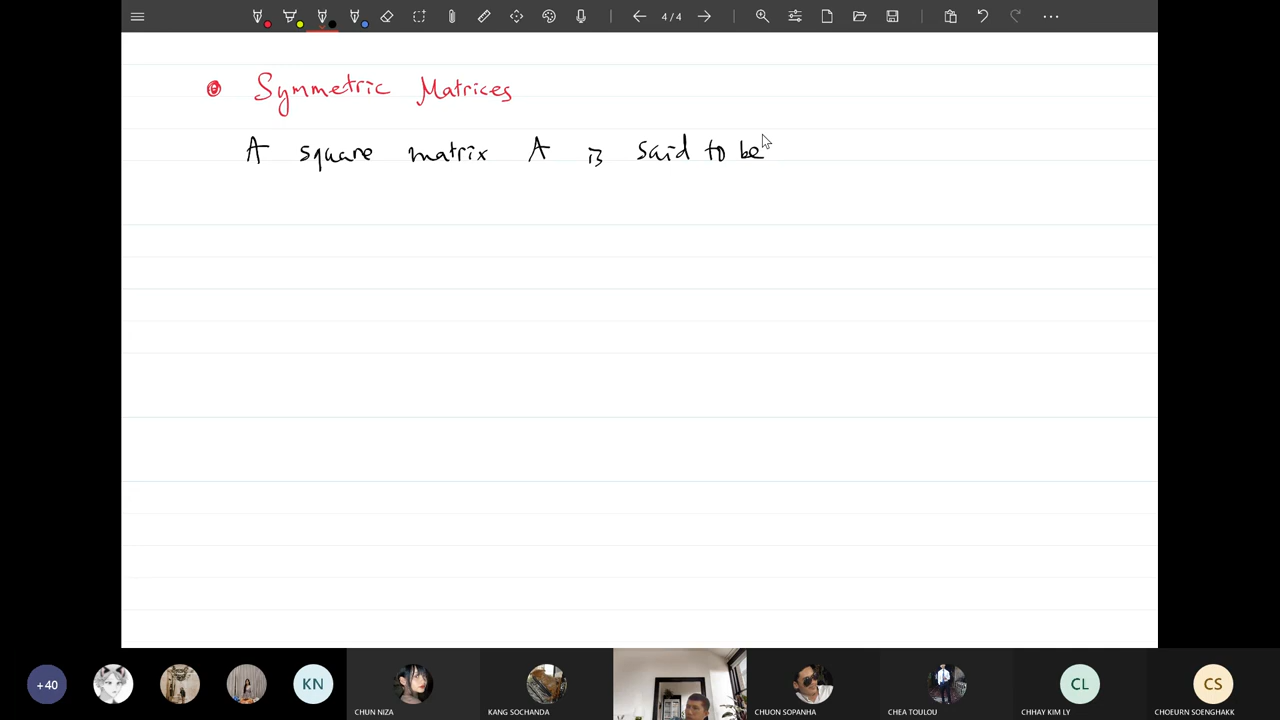 4/4
Symmetric Matrices
A square matrix A is said to be
+40
KN
CHUN NIZA
KANG SOCHANDA
CHUON SOPANHA
CHEA TOULOU
CL
CHHAY KIM LY
CS
CHOEURN SOENGHAKK